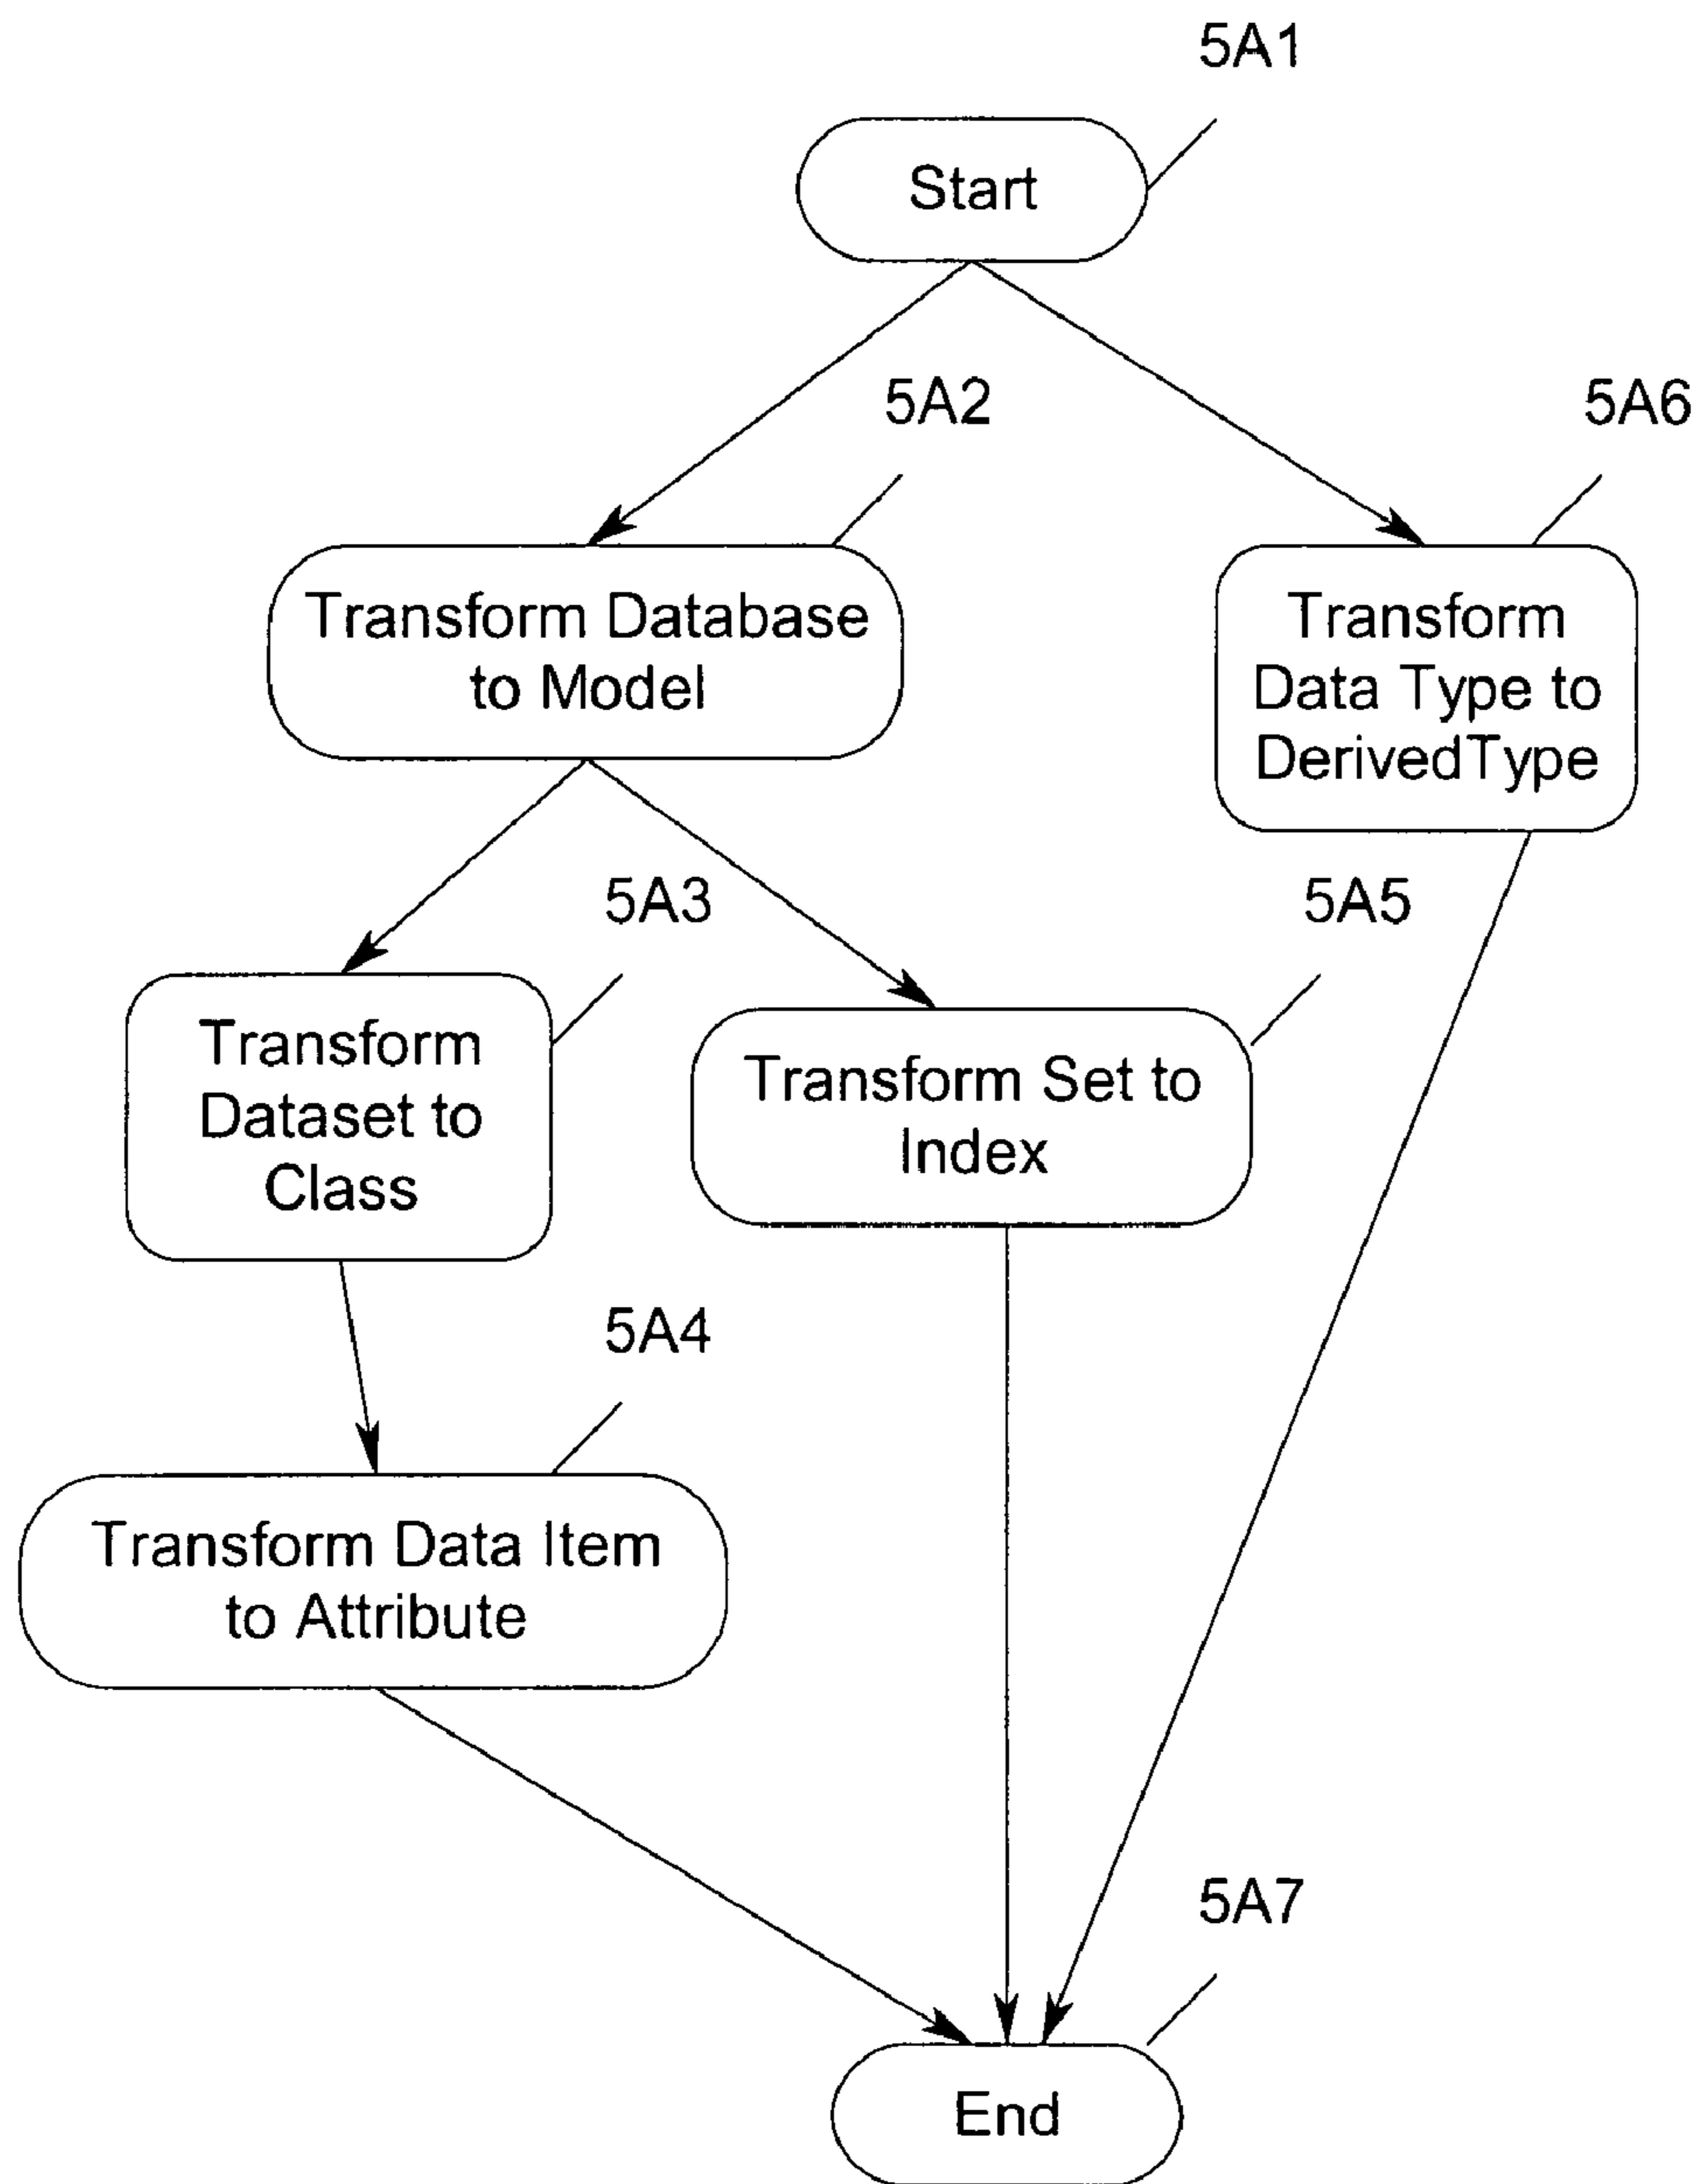 5A1
Start
5A2
5A6
Transform Database
to Model
Transform
Data Type to
DerivedType
5A3
5A5
Transform
Dataset to
Class
Transform Set to
Index
5A4
Transform Data Item
to Attribute
5A7
End